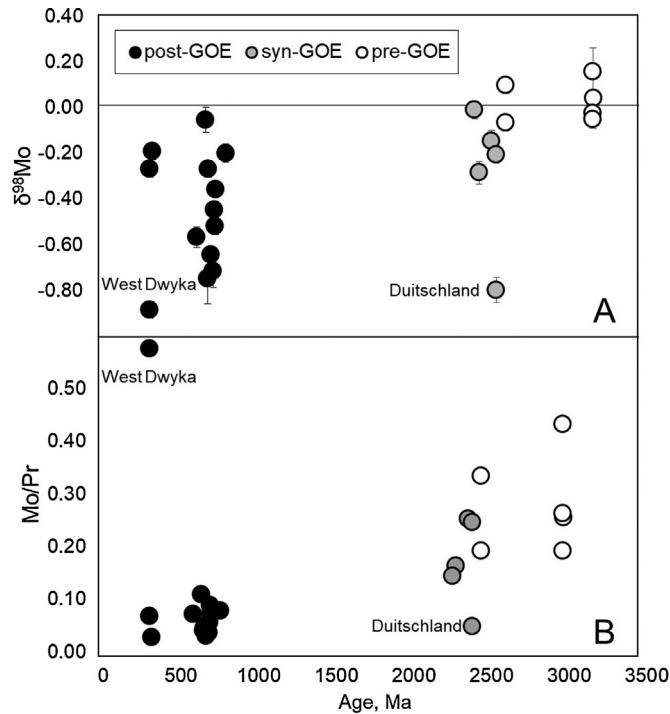 0.40
post-GOE syn-GOE pre-GOE
0.20
0.00
-0.20
-0.40
-0.60
-0.80
δ98Mo
West Dwyka
Duitschland
A
West Dwyka
0.50
0.40
0.30
0.20
0.10
0.00
Mo/Pr
Duitschland
B
0 500 1000 2000 2500 3000 3500
Age, Ma